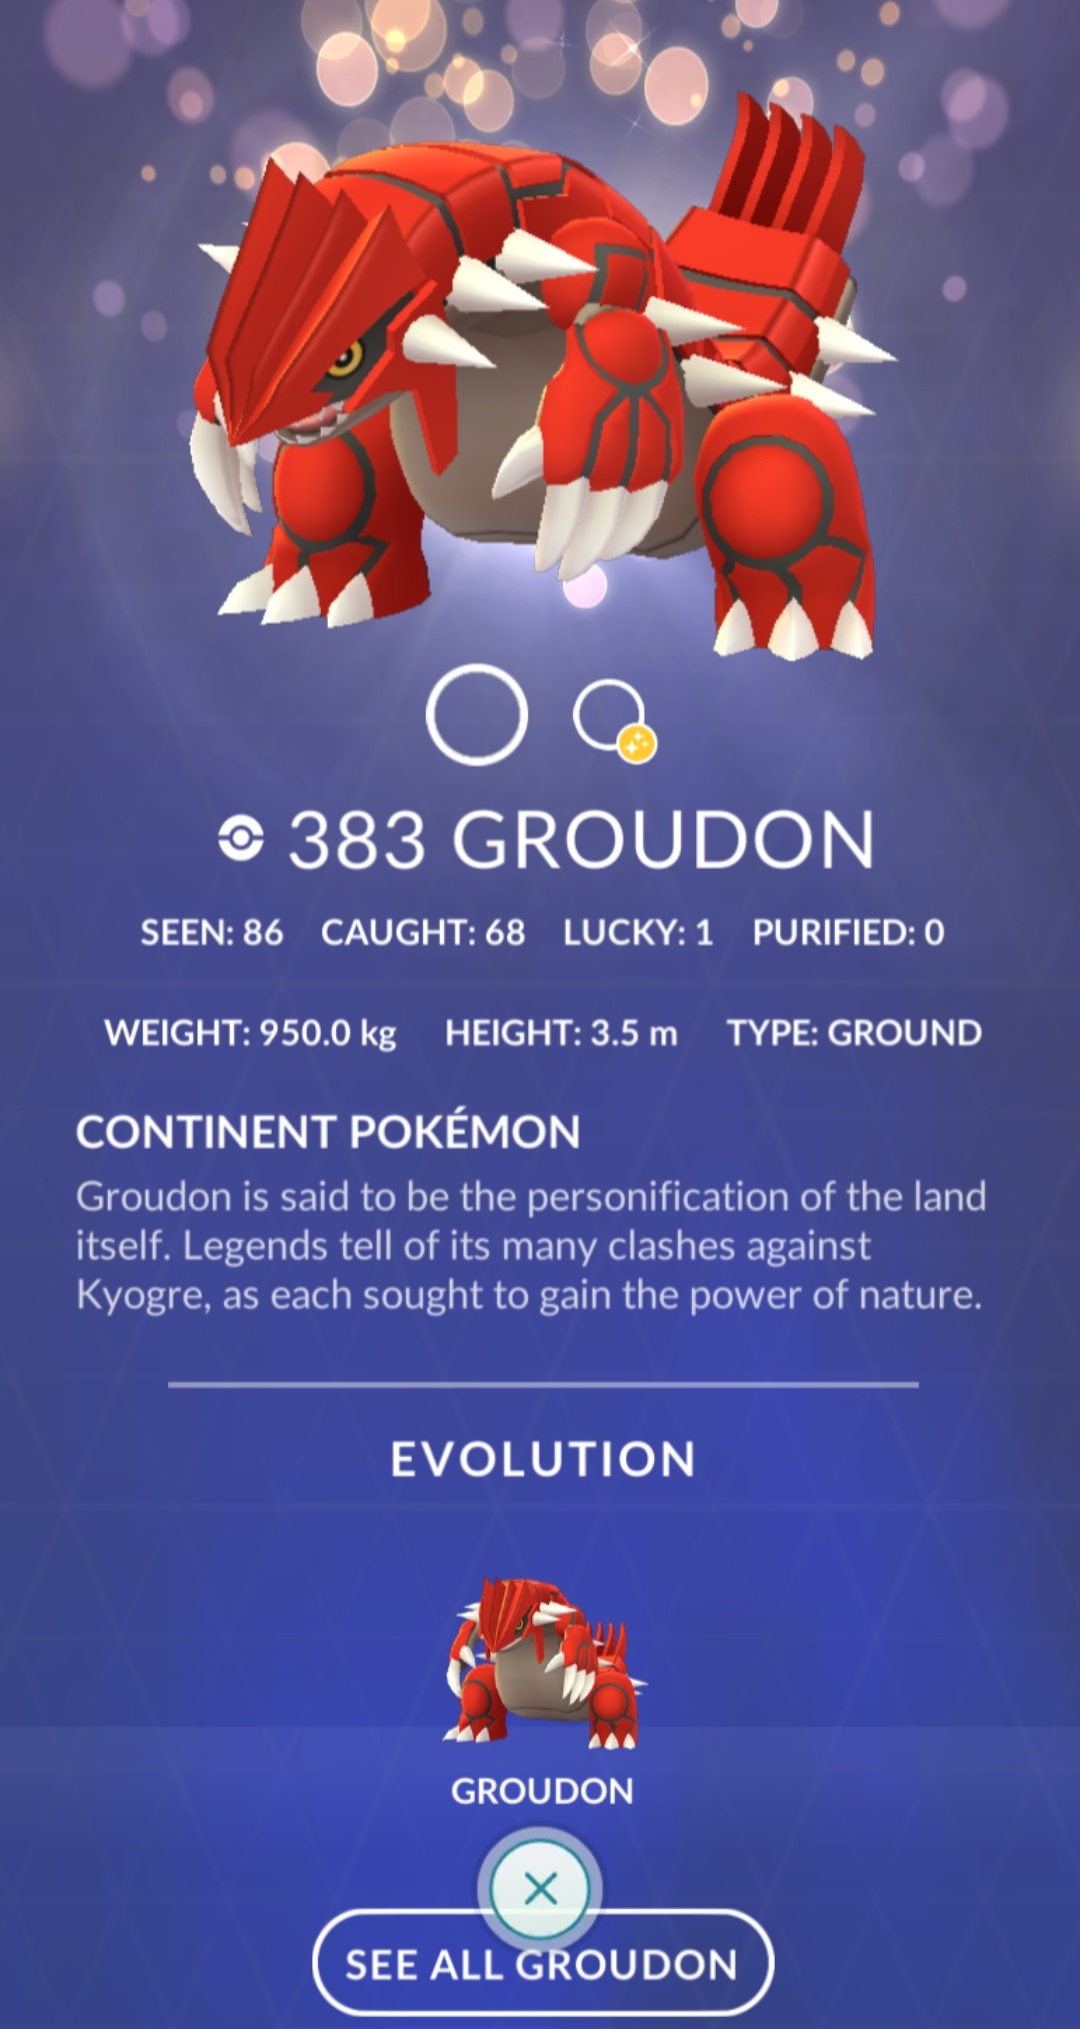 383 GROUDON
SEEN: 86 CAUGHT: 68 LUCKY: 1 PURIFIED: 0
WEIGHT: 950.0 kg HEIGHT: 3.5 m TYPE: GROUND
CONTINENT POKÉMON
Groudon is said to be the personification of the land
itself. Legends tell of its many clashes against
Kyogre, as each sought to gain the power of nature.
EVOLUTION
GROUDON
SEE ALL GROUDON